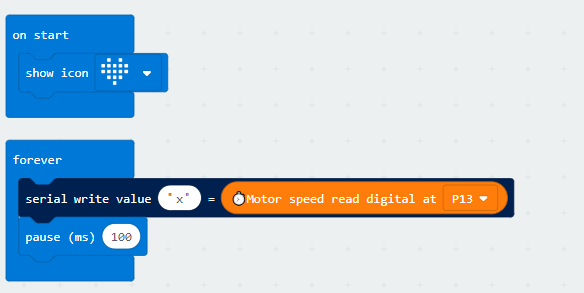 on start
show icon
forever
serial write value "x" = Motor speed read digital at P13
pause (ms) 100